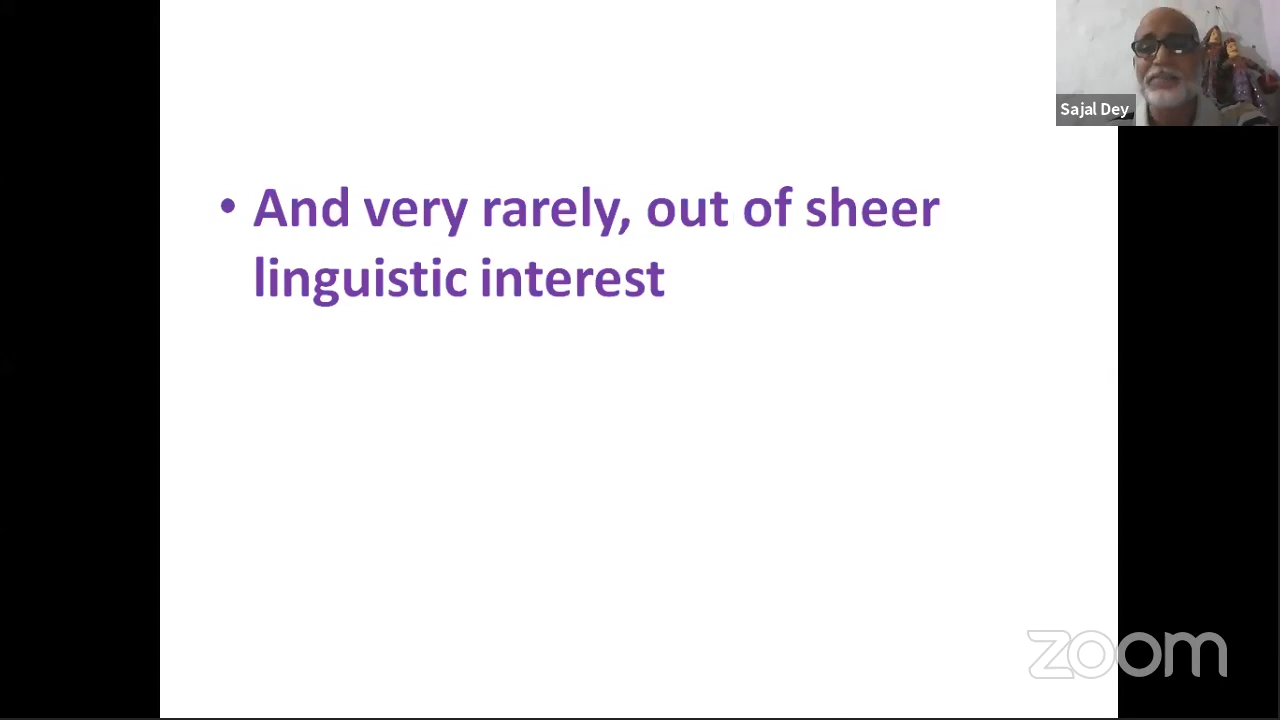 Sajal Dey
• And very rarely, out of sheer
linguistic interest
zoom